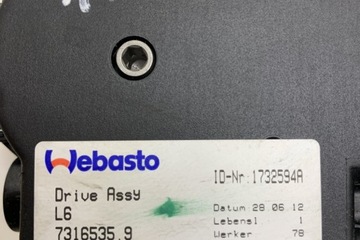 Webasto
ID-Nr:1732594A
Drive Assy
L6
7316535.9
Datum 28.06.12
Lebensl 1
Werker 78